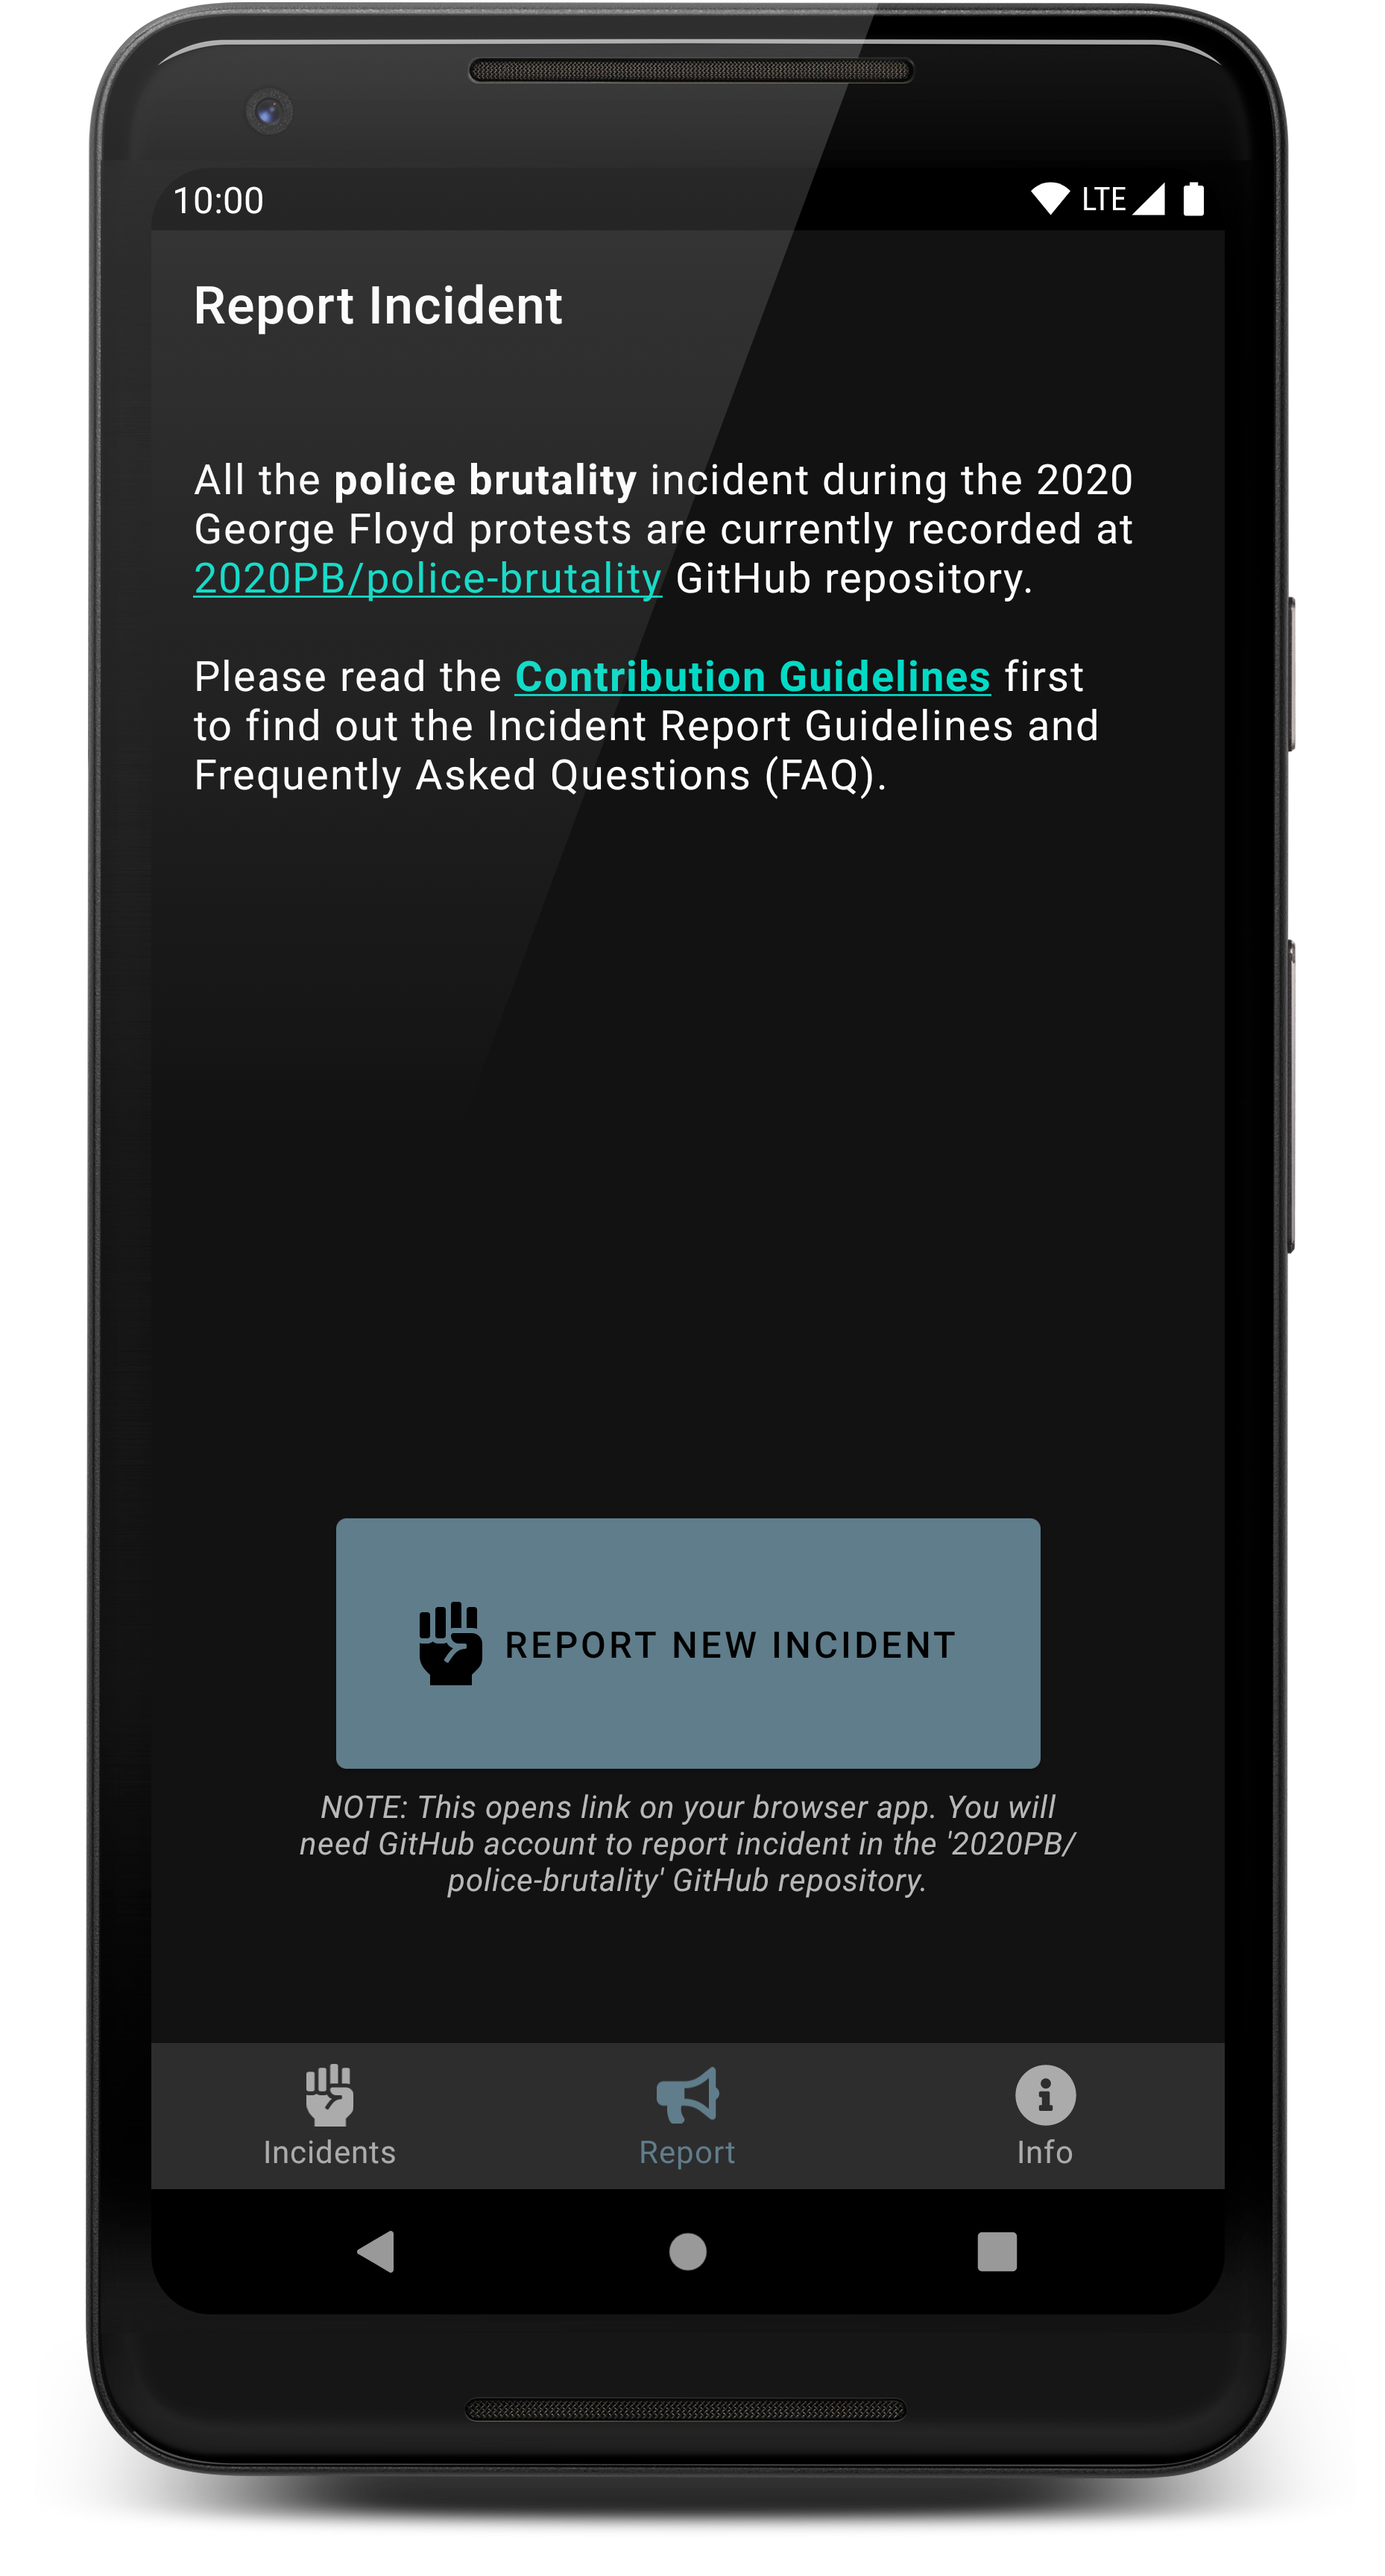 10:00 LTE
Report Incident
All the police brutality incident during the 2020
George Floyd protests are currently recorded at
2020PB/police-brutality GitHub repository.
Please read the Contribution Guidelines first
to find out the Incident Report Guidelines and
Frequently Asked Questions (FAQ).
REPORT NEW INCIDENT
NOTE: This opens link on your browser app. You will
need GitHub account to report incident in the '2020PB/
police-brutality' GitHub repository.
Incidents Report Info